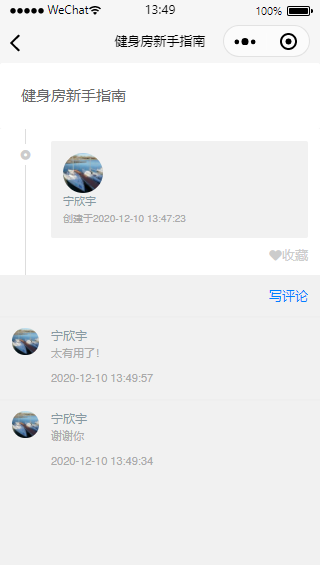 WeChat 13:49 100%
健身房新手指南
健身房新手指南
宁欣宇
创建于2020-12-10 13:47:23
收藏
写评论
宁欣宇
太有用了！
2020-12-10 13:49:57
宁欣宇
谢谢你
2020-12-10 13:49:34